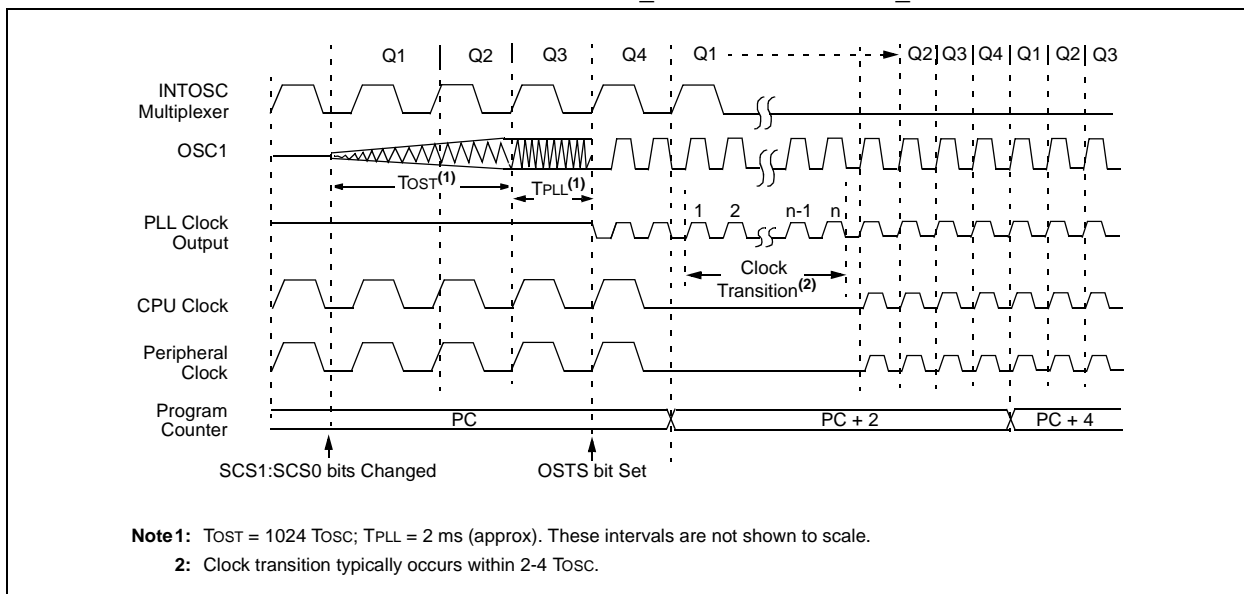 Q1 Q2 Q3 Q4 Q1 Q2 Q3 Q4 Q1 Q2 Q3
INTOSC
Multiplexer
OSC1
TOST(1) TPLL(1)
1 2 n-1 n
PLL Clock
Output
Clock
Transition(2)
CPU Clock
Peripheral
Clock
Program
Counter
PC PC + 2 PC + 4
SCS1:SCS0 bits Changed OSTS bit Set
Note1: TOST = 1024 TOSC; TPLL = 2 ms (approx). These intervals are not shown to scale.
2: Clock transition typically occurs within 2-4 TOSC.